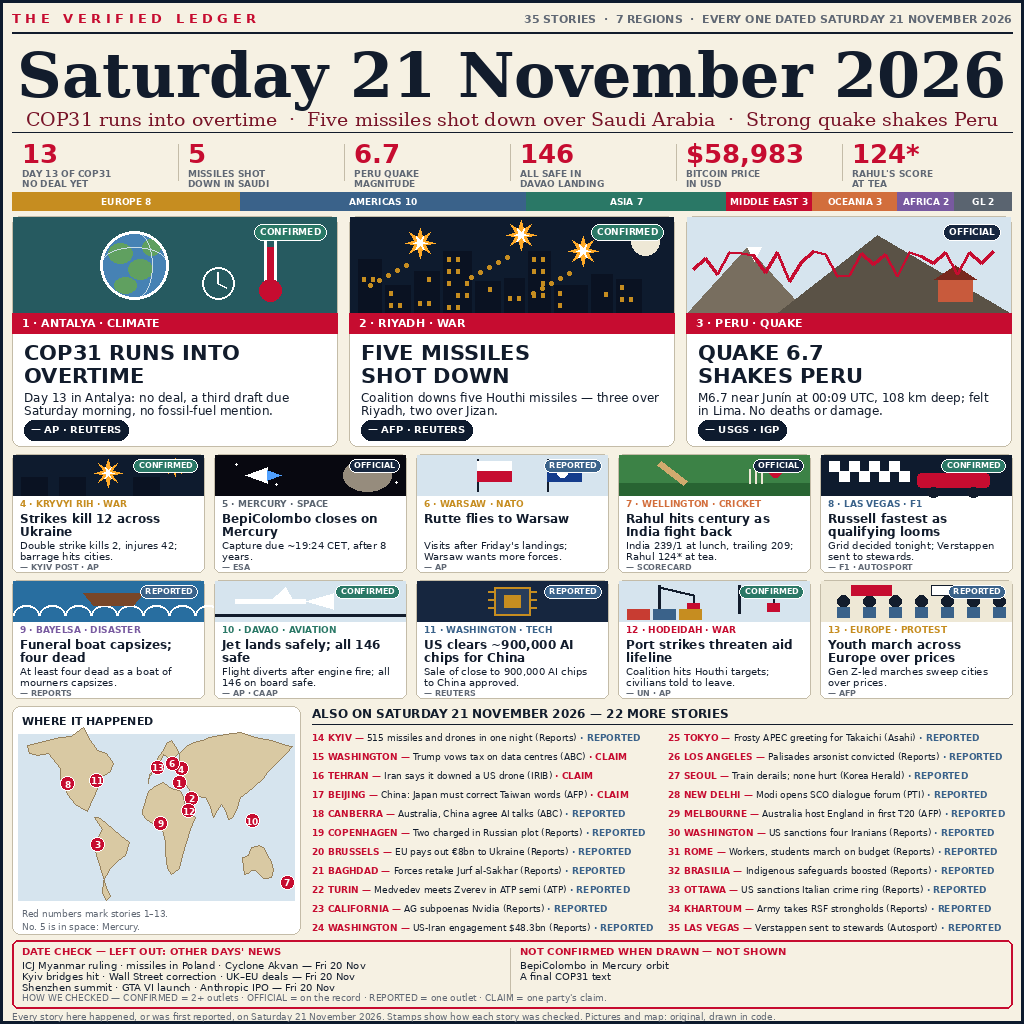 THE VERIFIED LEDGER
35 STORIES · 7 REGIONS · EVERY ONE DATED SATURDAY 21 NOVEMBER 2026
Saturday 21 November 2026
COP31 runs into overtime · Five missiles shot down over Saudi Arabia · Strong quake shakes Peru
13
DAY 13 OF COP31
NO DEAL YET
5
MISSILES SHOT
DOWN IN SAUDI
6.7
PERU QUAKE
MAGNITUDE
146
ALL SAFE IN
DAVAO LANDING
$58,983
BITCOIN PRICE
IN USD
124*
RAHUL'S SCORE
AT TEA
EUROPE 8
AMERICAS 10
ASIA 7
MIDDLE EAST 3
OCEANIA 3
AFRICA 2
GL 2
CONFIRMED
1 · ANTALYA · CLIMATE
COP31 RUNS INTO
OVERTIME
Day 13 in Antalya: no deal, a third draft due
Saturday morning, no fossil-fuel mention.
— AP · REUTERS
CONFIRMED
2 · RIYADH · WAR
FIVE MISSILES
SHOT DOWN
Coalition downs five Houthi missiles — three over
Riyadh, two over Jizan.
— AFP · REUTERS
OFFICIAL
3 · PERU · QUAKE
QUAKE 6.7
SHAKES PERU
M6.7 near Junín at 00:09 UTC, 108 km deep; felt
in Lima. No deaths or damage.
— USGS · IGP
CONFIRMED
4 · KRYVYI RIH · WAR
Strikes kill 12 across
Ukraine
Double strike kills 2, injures 42;
barrage hits cities.
— KYIV POST · AP
OFFICIAL
5 · MERCURY · SPACE
BepiColombo closes on
Mercury
Capture due ~19:24 CET, after 8
years.
— ESA
REPORTED
6 · WARSAW · NATO
Rutte flies to Warsaw
Visits after Friday's landings;
Warsaw wants more forces.
— AP
OFFICIAL
7 · WELLINGTON · CRICKET
Rahul hits century as
India fight back
India 239/1 at lunch, trailing 209;
Rahul 124* at tea.
— SCORECARD
CONFIRMED
8 · LAS VEGAS · F1
Russell fastest as
qualifying looms
Grid decided tonight; Verstappen
sent to stewards.
— F1 · AUTOSPORT
REPORTED
9 · BAYELSA · DISASTER
Funeral boat capsizes;
four dead
At least four dead as a boat of
mourners capsizes.
— REPORTS
CONFIRMED
10 · DAVAO · AVIATION
Jet lands safely; all 146
safe
Flight diverts after engine fire; all
146 on board safe.
— AP · CAAP
REPORTED
11 · WASHINGTON · TECH
US clears ~900,000 AI
chips for China
Sale of close to 900,000 AI chips
to China approved.
— REUTERS
CONFIRMED
12 · HODEIDAH · WAR
Port strikes threaten aid
lifeline
Coalition hits Houthi targets;
civilians told to leave.
— UN · AP
REPORTED
13 · EUROPE · PROTEST
Youth march across
Europe over prices
Gen Z-led marches sweep cities
over prices.
— AFP
WHERE IT HAPPENED
8
11
13
6
4
1
2
12
9
10
3
7
Red numbers mark stories 1–13.
No. 5 is in space: Mercury.
ALSO ON SATURDAY 21 NOVEMBER 2026 — 22 MORE STORIES
14 KYIV — 515 missiles and drones in one night (Reports) · REPORTED
15 WASHINGTON — Trump vows tax on data centres (ABC) · CLAIM
16 TEHRAN — Iran says it downed a US drone (IRIB) · CLAIM
17 BEIJING — China: Japan must correct Taiwan words (AFP) · CLAIM
18 CANBERRA — Australia, China agree AI talks (ABC) · REPORTED
19 COPENHAGEN — Two charged in Russian plot (Reports) · REPORTED
20 BRUSSELS — EU pays out €8bn to Ukraine (Reports) · REPORTED
21 BAGHDAD — Forces retake Jurf al-Sakhar (Reports) · REPORTED
22 TURIN — Medvedev meets Zverev in ATP semi (ATP) · REPORTED
23 CALIFORNIA — AG subpoenas Nvidia (Reports) · REPORTED
24 WASHINGTON — US-Iran engagement $48.3bn (Reports) · REPORTED
25 TOKYO — Frosty APEC greeting for Takaichi (Asahi) · REPORTED
26 LOS ANGELES — Palisades arsonist convicted (Reports) · REPORTED
27 SEOUL — Train derails; none hurt (Korea Herald) · REPORTED
28 NEW DELHI — Modi opens SCO dialogue forum (PTI) · REPORTED
29 MELBOURNE — Australia host England in first T20 (AFP) · REPORTED
30 WASHINGTON — US sanctions four Iranians (Reports) · REPORTED
31 ROME — Workers, students march on budget (Reports) · REPORTED
32 BRASILIA — Indigenous safeguards boosted (Reports) · REPORTED
33 OTTAWA — US sanctions Italian crime ring (Reports) · REPORTED
34 KHARTOUM — Army takes RSF strongholds (Reports) · REPORTED
35 LAS VEGAS — Verstappen sent to stewards (Autosport) · REPORTED
DATE CHECK — LEFT OUT: OTHER DAYS' NEWS
ICJ Myanmar ruling · missiles in Poland · Cyclone Akvan — Fri 20 Nov
Kyiv bridges hit · Wall Street correction · UK–EU deals — Fri 20 Nov
Shenzhen summit · GTA VI launch · Anthropic IPO — Fri 20 Nov
NOT CONFIRMED WHEN DRAWN — NOT SHOWN
BepiColombo in Mercury orbit
A final COP31 text
HOW WE CHECKED — CONFIRMED = 2+ outlets · OFFICIAL = on the record · REPORTED = one outlet · CLAIM = one party's claim.
Every story here happened, or was first reported, on Saturday 21 November 2026. Stamps show how each story was checked. Pictures and map: original, drawn in code.